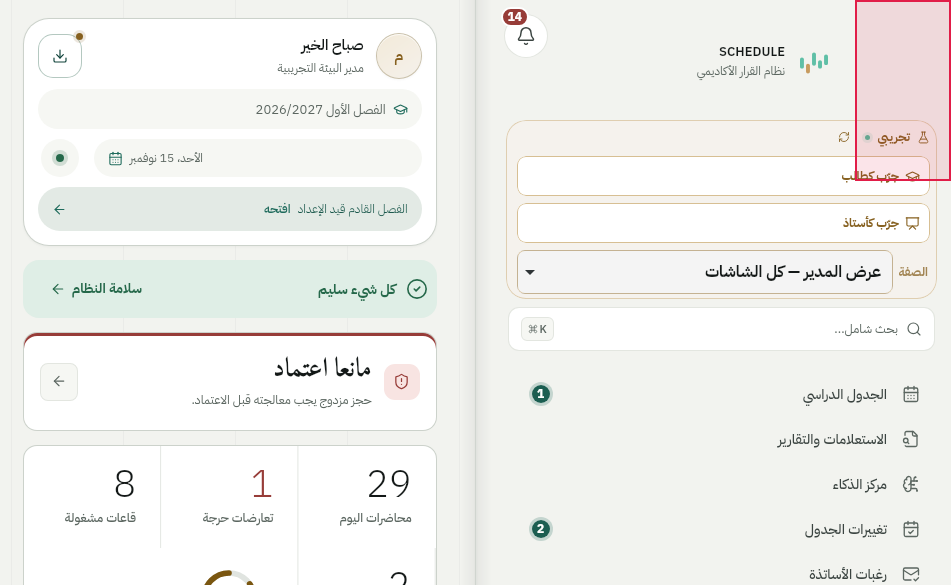 14
SCHEDULE
نظام القرار الأكاديمي
تجريبي
جرّب كطالب
جرّب كأستاذ
الصفة
عرض المدير — كل الشاشات
بحث شامل...
⌘K
الجدول الدراسي
1
الاستعلامات والتقارير
مركز الذكاء
تغييرات الجدول
2
رغبات الأساتذة
م
صباح الخير
مدير البيئة التجريبية
الفصل الأول 2026/2027
الأحد، 15 نوفمبر
الفصل القادم قيد الإعداد افتحه
كل شيء سليم
سلامة النظام
مانعا اعتماد
حجز مزدوج يجب معالجته قبل الاعتماد.
29
محاضرات اليوم
1
تعارضات حرجة
8
قاعات مشغولة